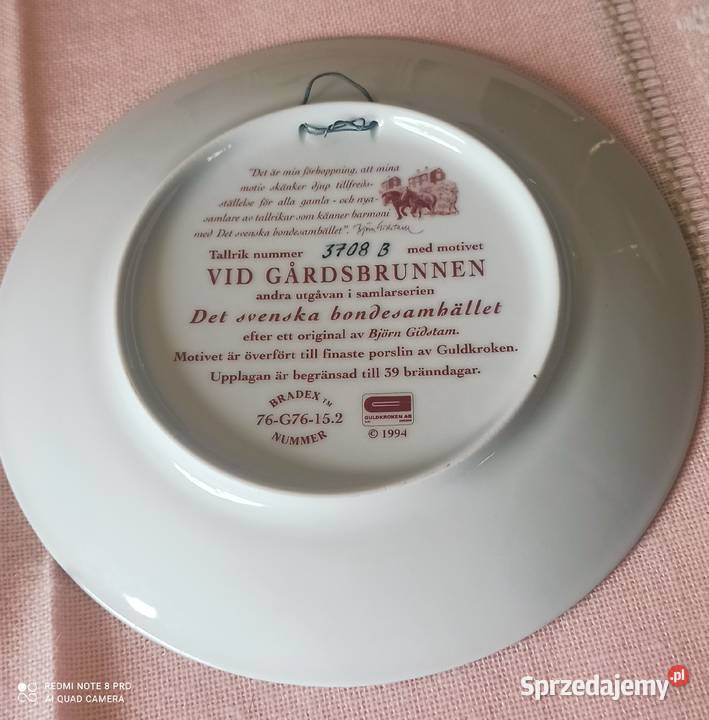 "Det är min förhoppning, att mina
motiv skänker djup tillfreds-
ställelse för alla gamla - och nya-
samlare av tallrikar som känner harmoni
med Det svenska bondesamhället". Björn Gidstam
Tallrik nummer 3708 B med motivet
VID GÅRDSBRUNNEN
andra utgåvan i samlarserien
Det svenska bondesamhället
efter ett original av Björn Gidstam.
Motivet är överfört till finaste porslin av Guldkroken.
Upplagan är begränsad till 39 bränndagar.
BRADEX TM
76-G76-15.2
NUMMER
GULDKROKEN AB
© 1994
REDMI NOTE 8 PRO
AI QUAD CAMERA
Sprzedajemy.pl